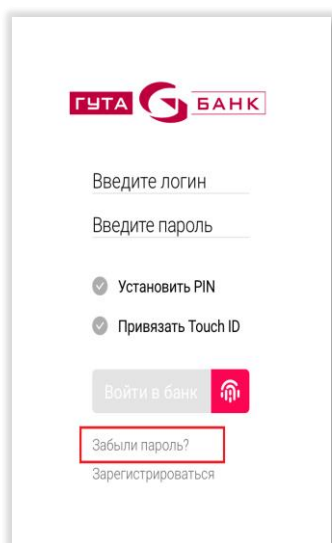 ГУТА БАНК
Введите логин
Введите пароль
Установить PIN
Привязать Touch ID
Войти в банк
Забыли пароль?
Зарегистрироваться